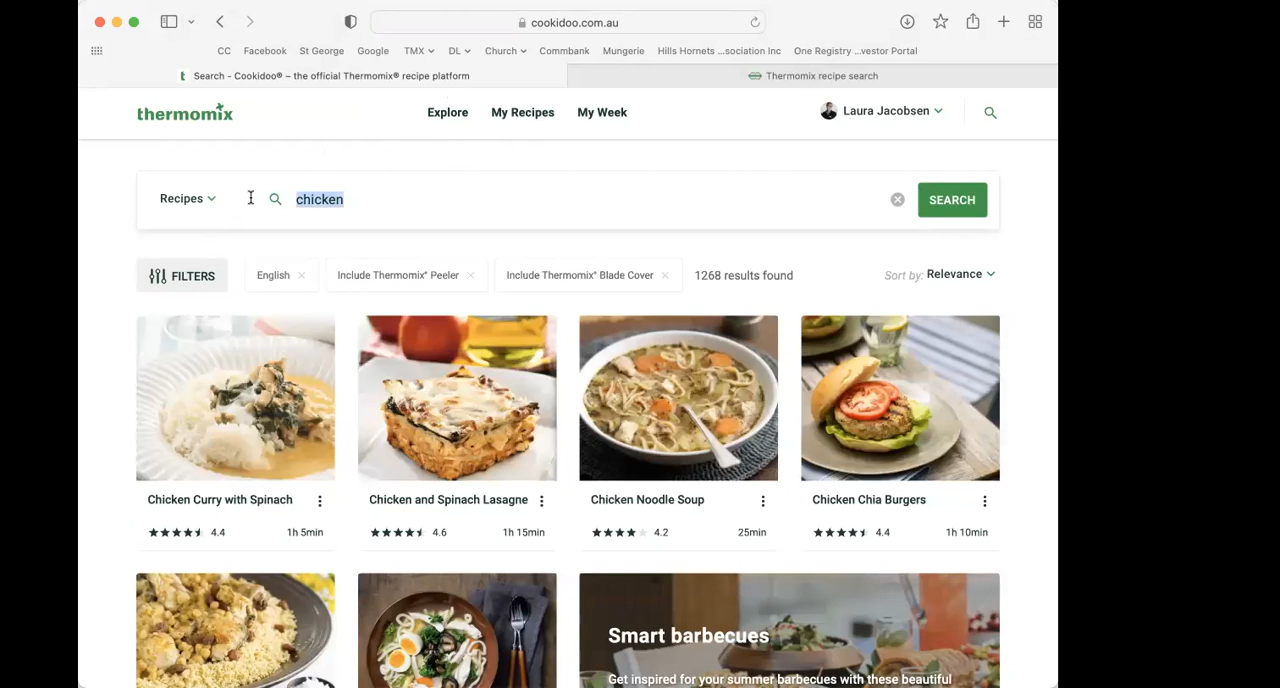 cookidoo.com.au
CC Facebook St George Google TMX DL Church Commbank Mungerie Hills Hornets ...sociation Inc One Registry ...vestor Portal
t Search - Cookidoo® – the official Thermomix® recipe platform
Thermomix recipe search
thermomix
Explore My Recipes My Week
Laura Jacobsen
Recipes
chicken
SEARCH
FILTERS
English
Include Thermomix® Peeler
Include Thermomix® Blade Cover
1268 results found
Sort by: Relevance
Chicken Curry with Spinach
4.4 1h 5min
Chicken and Spinach Lasagne
4.6 1h 15min
Chicken Noodle Soup
4.2 25min
Chicken Chia Burgers
4.4 1h 10min
Smart barbecues
Get inspired for your summer barbecues with these beautiful